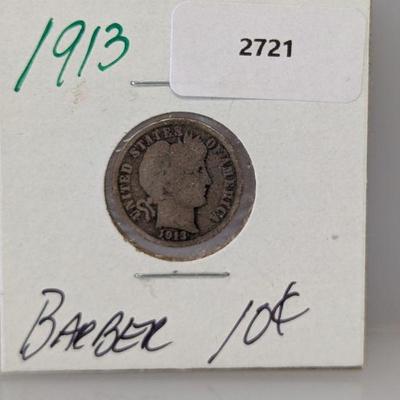 1913
2721
UNITED STATES OF AMERICA
1913
BARBER 10¢